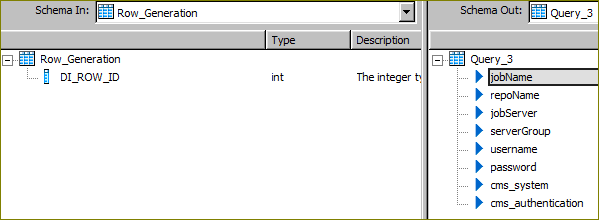 Schema In: Row_Generation
Schema Out: Query_3
Type Description
Row_Generation
DI_ROW_ID int The integer ty
Query_3
jobName
repoName
jobServer
serverGroup
username
password
cms_system
cms_authentication